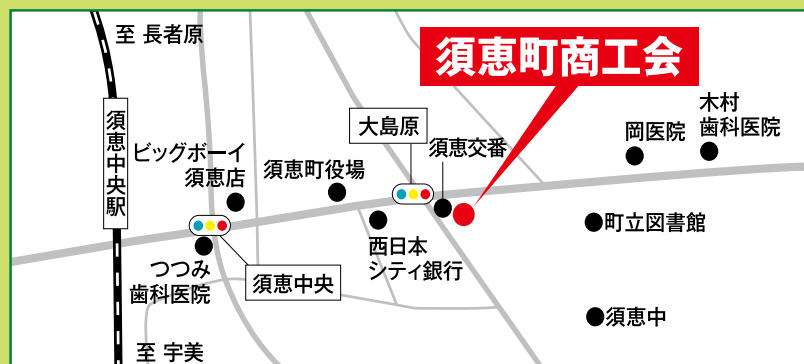 至 長者原
須恵町商工会
須恵中央駅
ビッグボーイ
須恵店
須恵町役場
大島原
須恵交番
岡医院
木村
歯科医院
町立図書館
西日本
シティ銀行
つつみ
歯科医院
須恵中央
須恵中
至 宇美